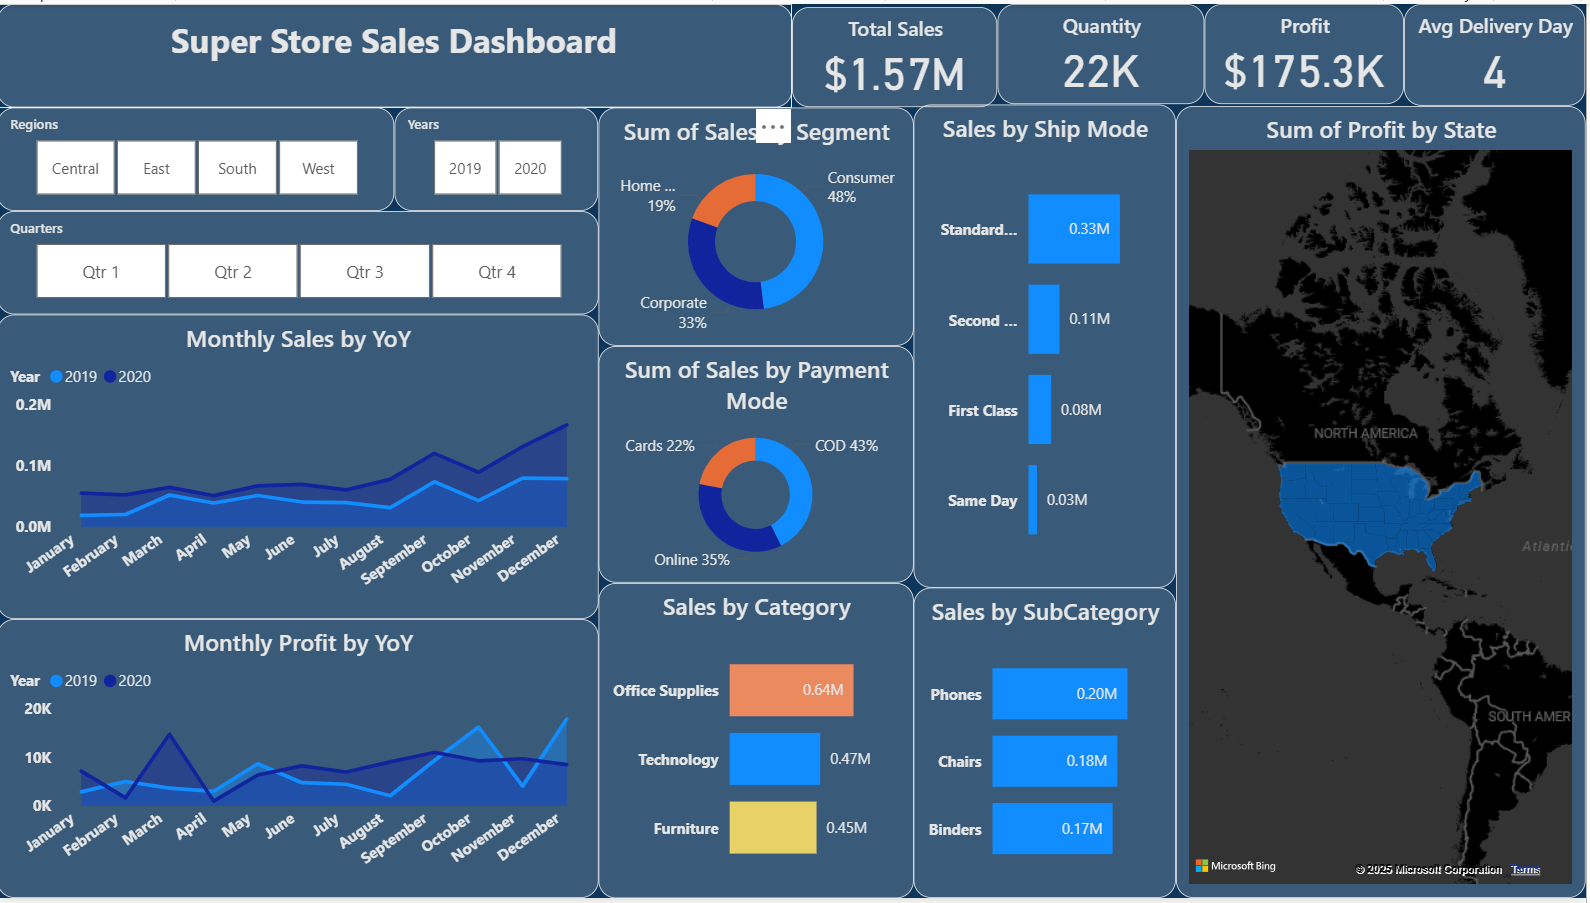 Super Store Sales Dashboard
Total Sales
$1.57M
Quantity
22K
Profit
$175.3K
Avg Delivery Day
4
Regions
Central
East
South
West
Years
2019
2020
Quarters
Qtr 1
Qtr 2
Qtr 3
Qtr 4
Monthly Sales by YoY
Year 2019 2020
0.2M
0.1M
0.0M
January
February
March
April
May
June
July
August
September
October
November
December
Monthly Profit by YoY
Year 2019 2020
20K
10K
0K
January
February
March
April
May
June
July
August
September
October
November
December
Sum of Sales ... Segment
Home ...
19%
Consumer
48%
Corporate
33%
Sum of Sales by Payment
Mode
Cards 22%
COD 43%
Online 35%
Sales by Category
Office Supplies 0.64M
Technology 0.47M
Furniture 0.45M
Sales by Ship Mode
Standard... 0.33M
Second ... 0.11M
First Class 0.08M
Same Day 0.03M
Sales by SubCategory
Phones 0.20M
Chairs 0.18M
Binders 0.17M
Sum of Profit by State
NORTH AMERICA
Atlanti
SOUTH AMER
Microsoft Bing
© 2025 Microsoft Corporation Terms